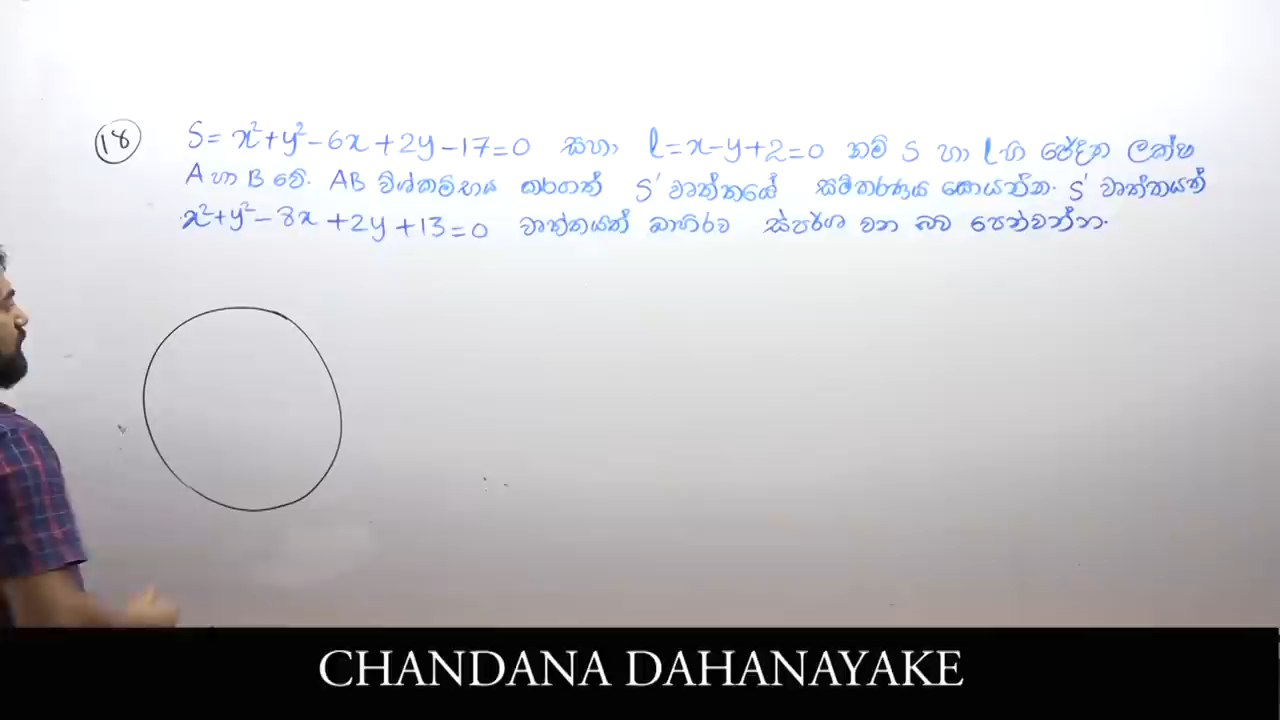 (18) S = x² + y² - 6x + 2y - 17 = 0 සහා l = x - y + 2 = 0 නම් S හා l හි ඡේදන ලක්ෂ
A හා B වේ. AB විශ්කම්භය කරගත් S' වෘත්තයේ සමීකරණය සොයන්න. S' වෘත්තයත්
x² + y² - 8x + 2y + 13 = 0 වෘත්තයත් බාහිරව ස්පර්ශ වන බව පෙන්වන්න.
CHANDANA DAHANAYAKE